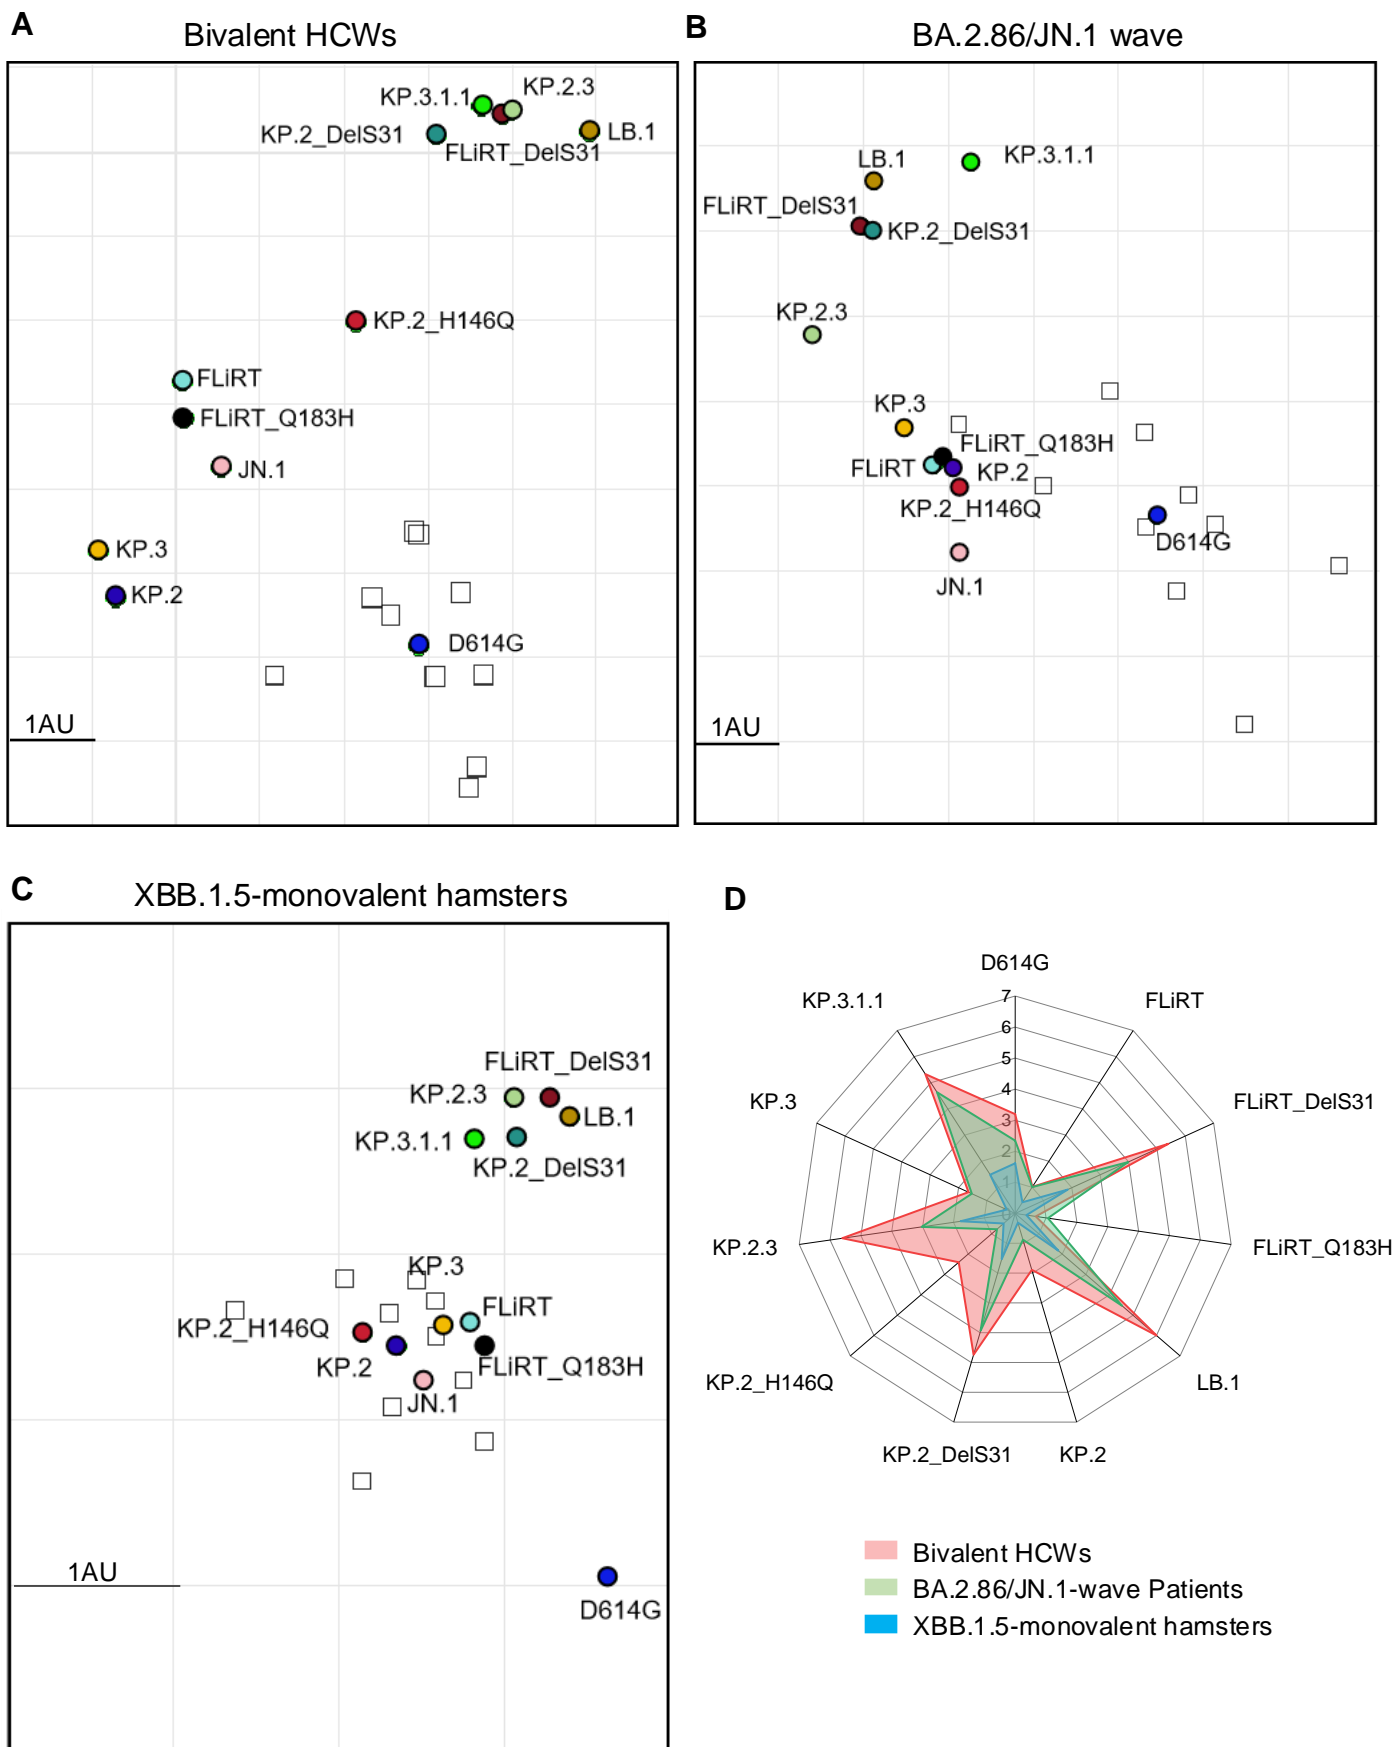 A
Bivalent HCWs
KP.3.1.1
KP.2.3
KP.2_DelS31
LB.1
FLiRT_DelS31
KP.2_H146Q
FLiRT
FLiRT_Q183H
JN.1
KP.3
KP.2
D614G
1AU
B
BA.2.86/JN.1 wave
LB.1
KP.3.1.1
FLiRT_DelS31
KP.2_DelS31
KP.2.3
KP.3
FLiRT_Q183H
FLiRT
KP.2
KP.2_H146Q
D614G
JN.1
1AU
C
XBB.1.5-monovalent hamsters
FLiRT_DelS31
KP.2.3
LB.1
KP.3.1.1
KP.2_DelS31
KP.3
FLiRT
KP.2_H146Q
KP.2
FLiRT_Q183H
JN.1
1AU
D614G
D
D614G
KP.3.1.1
FLiRT
7
6
5
4
3
2
1
0
KP.3
FLiRT_DelS31
KP.2.3
FLiRT_Q183H
KP.2_H146Q
LB.1
KP.2_DelS31
KP.2
Bivalent HCWs
BA.2.86/JN.1-wave Patients
XBB.1.5-monovalent hamsters